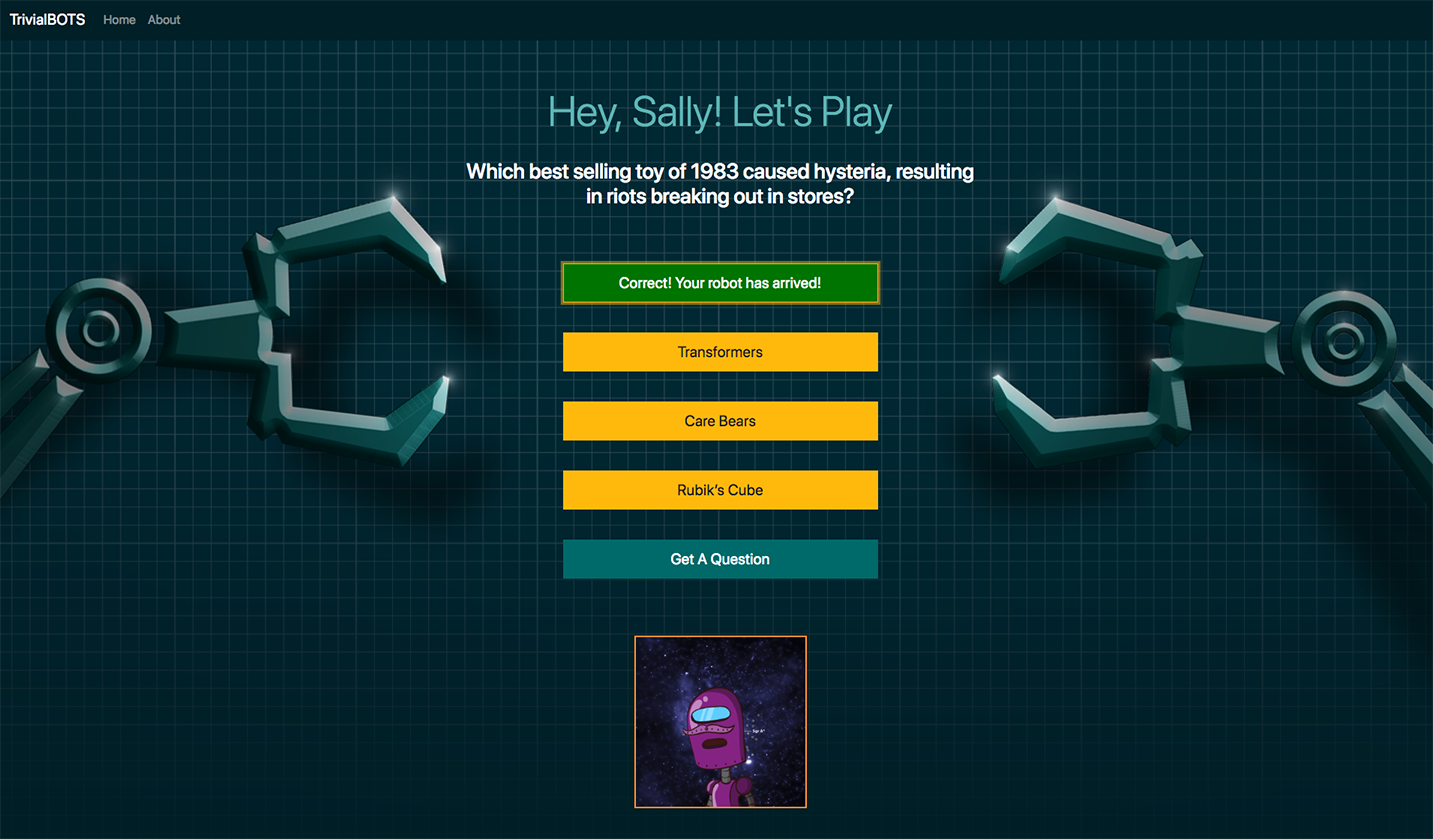 TrivialBOTS Home About
Hey, Sally! Let's Play
Which best selling toy of 1983 caused hysteria, resulting
in riots breaking out in stores?
Correct! Your robot has arrived!
Transformers
Care Bears
Rubik’s Cube
Get A Question
Sgr A*